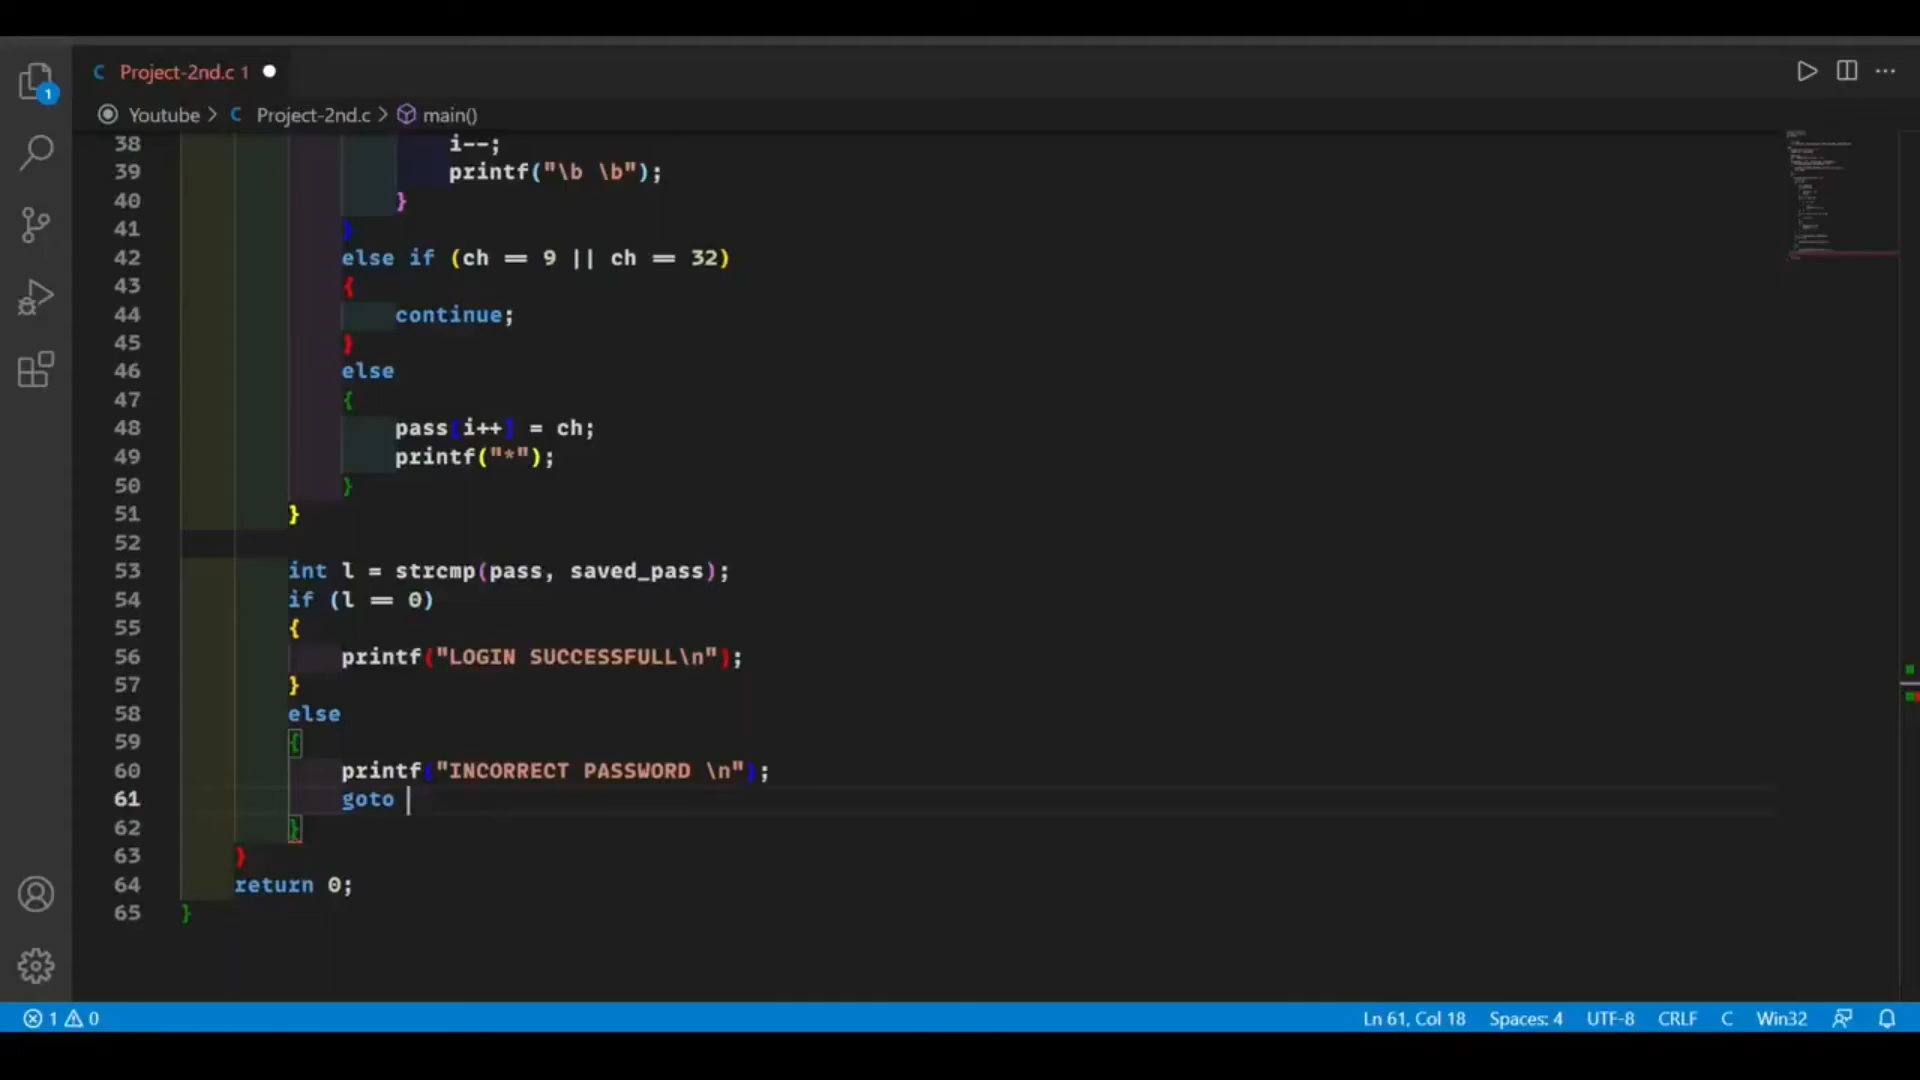 Project-2nd.c 1
Youtube > C Project-2nd.c > main()
38 i--;
39 printf("\b \b");
40 }
41 }
42 else if (ch == 9 || ch == 32)
43 {
44 continue;
45 }
46 else
47 {
48 pass[i++] = ch;
49 printf("*");
50 }
51 }
52
53 int l = strcmp(pass, saved_pass);
54 if (l == 0)
55 {
56 printf("LOGIN SUCCESSFULL\n");
57 }
58 else
59 {
60 printf("INCORRECT PASSWORD \n");
61 goto
62 }
63 }
64 return 0;
65 }
1 0 Ln 61, Col 18 Spaces: 4 UTF-8 CRLF C Win32